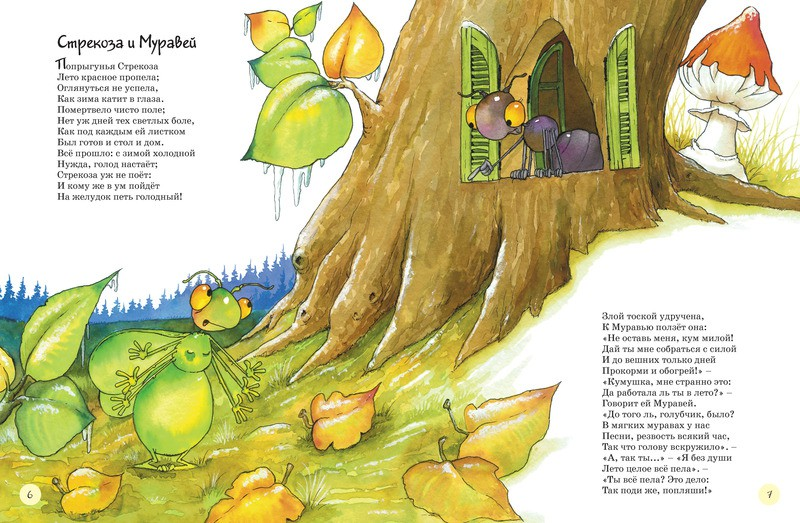 Стрекоза и Муравей
Попрыгунья Стрекоза
Лето красное пропела;
Оглянуться не успела,
Как зима катит в глаза.
Помертвело чисто поле;
Нет уж дней тех светлых боле,
Как под каждым ей листком
Был готов и стол и дом.
Всё прошло: с зимой холодной
Нужда, голод настаёт;
Стрекоза уж не поёт:
И кому же в ум пойдёт
На желудок петь голодный!
Злой тоской удручена,
К Муравью ползёт она:
«Не оставь меня, кум милой!
Дай ты мне собраться с силой
И до вешних только дней
Прокорми и обогрей!» –
«Кумушка, мне странно это:
Да работала ль ты в лето?» –
Говорит ей Муравей.
«До того ль, голубчик, было?
В мягких муравах у нас
Песни, резвость всякий час,
Так что голову вскружило». –
«А, так ты...» – «Я без души
Лето целое всё пела». –
«Ты всё пела? Это дело:
Так поди же, попляши!»
6
7